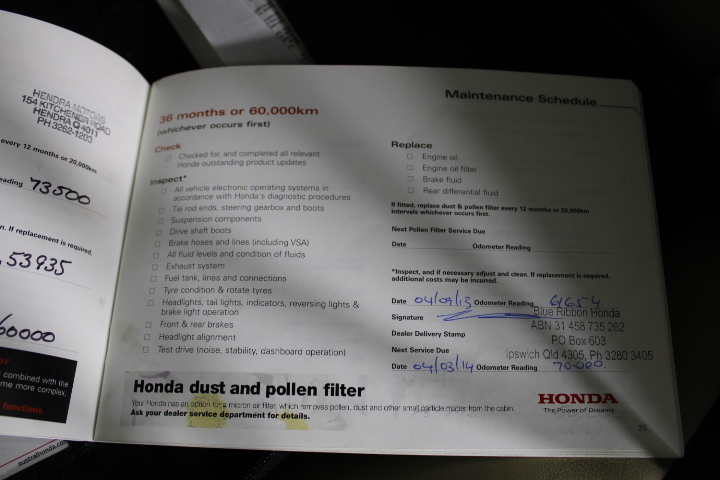 HENDRA MOTORS
154 KITCHENER ROAD
HENDRA Q 4011
PH 3262-1203
every 12 months or 20,000km
eading 73500
n. If replacement is required,
53935
60000
combined with the
me more complex,
functions.
australhonda.com
Maintenance Schedule
36 months or 60,000km
(whichever occurs first)
Check
Checked for, and completed all relevant
Honda outstanding product updates
Inspect*
All vehicle electronic operating systems in
accordance with Honda's diagnostic procedures
Tie rod ends, steering gearbox and boots
Suspension components
Drive shaft boots
Brake hoses and lines (including VSA)
All fluid levels and condition of fluids
Exhaust system
Fuel tank, lines and connections
Tyre condition & rotate tyres
Headlights, tail lights, indicators, reversing lights &
brake light operation
Front & rear brakes
Headlight alignment
Test drive (noise, stability, dashboard operation)
Replace
Engine oil
Engine oil filter
Brake fluid
Rear differential fluid
If fitted, replace dust & pollen filter every 12 months or 20,000km
intervals whichever occurs first.
Next Pollen Filter Service Due
Date Odometer Reading
*Inspect, and if necessary adjust and clean. If replacement is required,
additional costs may be incurred.
Date 04/09/13 Odometer Reading 61654
Signature
Blue Ribbon Honda
ABN 31 458 735 262
Dealer Delivery Stamp
PO Box 603
Next Service Due
Ipswich Qld 4305, Ph 3280 3405
Date 04/03/14 Odometer Reading 70000.
Honda dust and pollen filter
Your Honda has an option for a micron air filter, which removes pollen, dust and other small particle matter from the cabin.
Ask your dealer service department for details.
HONDA
The Power of Dreams
25